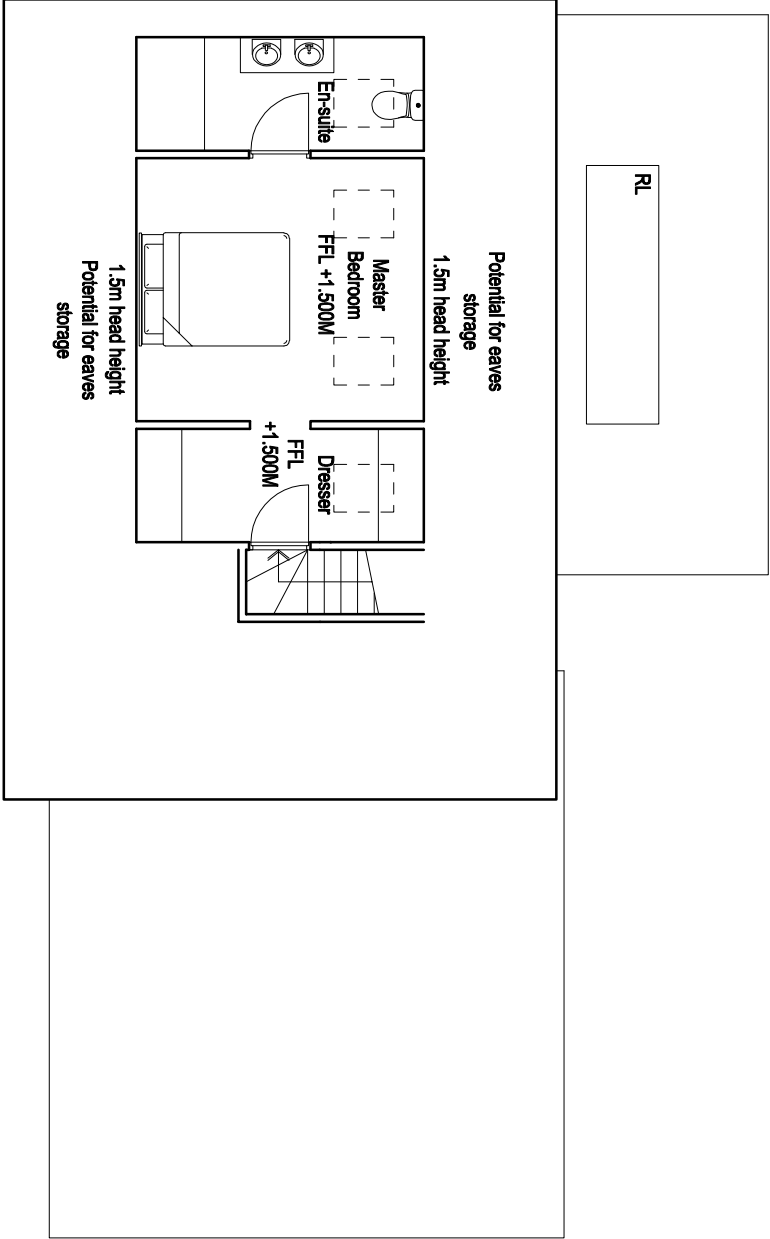 RL
Potential for eaves
storage
1.5m head height
En-suite
Master
Bedroom
FFL +1.500M
Dresser
FFL
+1.500M
1.5m head height
Potential for eaves
storage